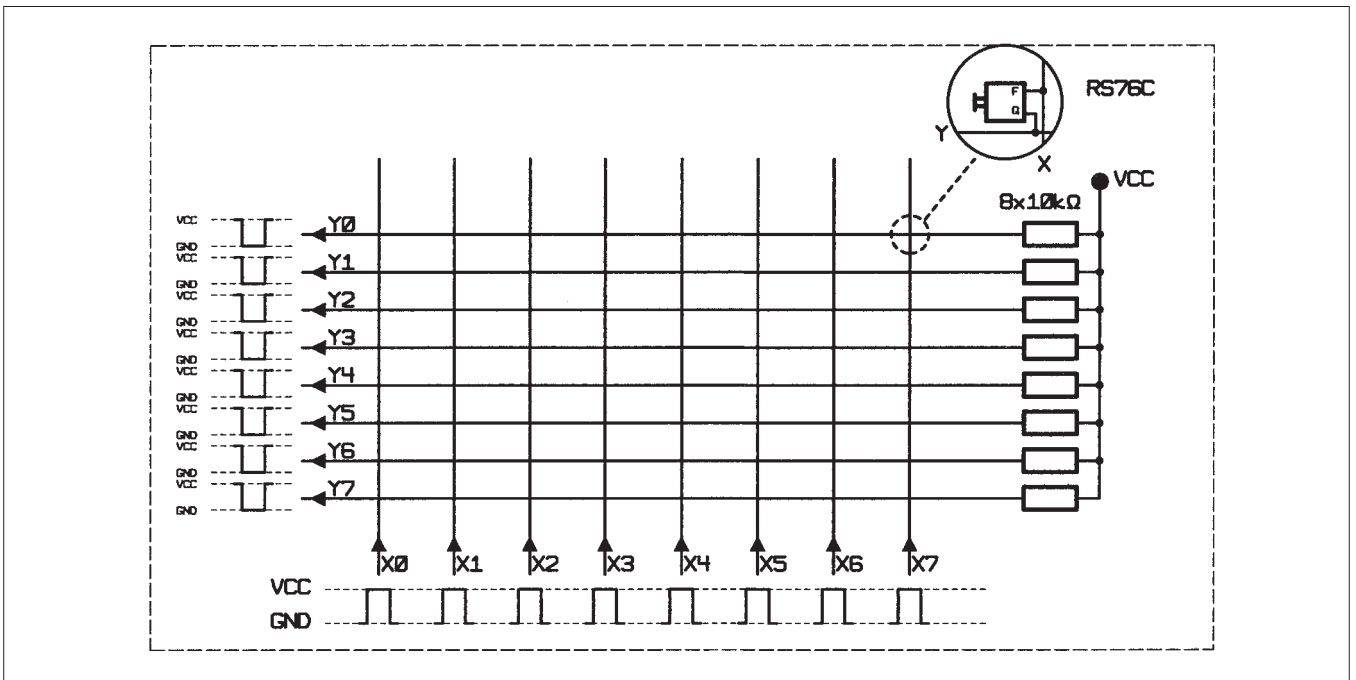 RS76C
F
Q
Y
X
VCC
8x10kΩ
VCC
GND
Y0
VCC
GND
Y1
VCC
GND
Y2
VCC
GND
Y3
VCC
GND
Y4
VCC
GND
Y5
VCC
GND
Y6
VCC
GND
Y7
X0 X1 X2 X3 X4 X5 X6 X7
VCC
GND